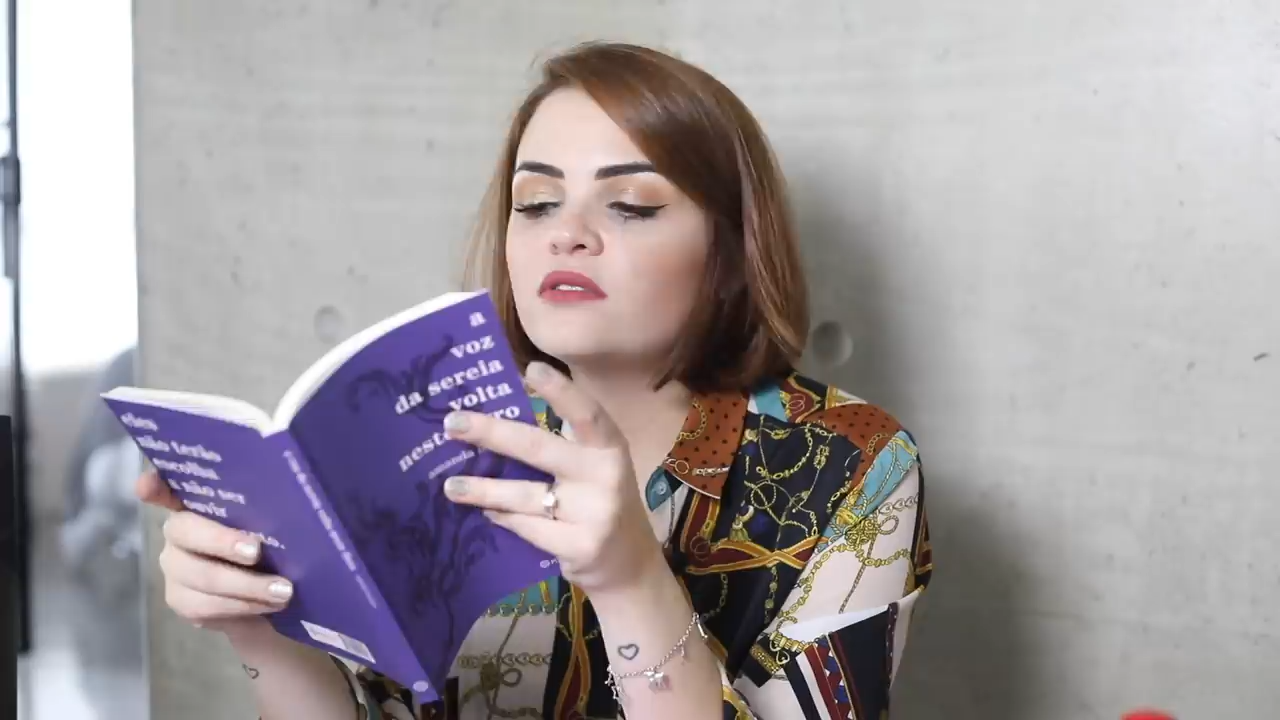 a
voz
da sereia
volta
neste
amanda
eles
não terão
escolha
a não ser
ouvir